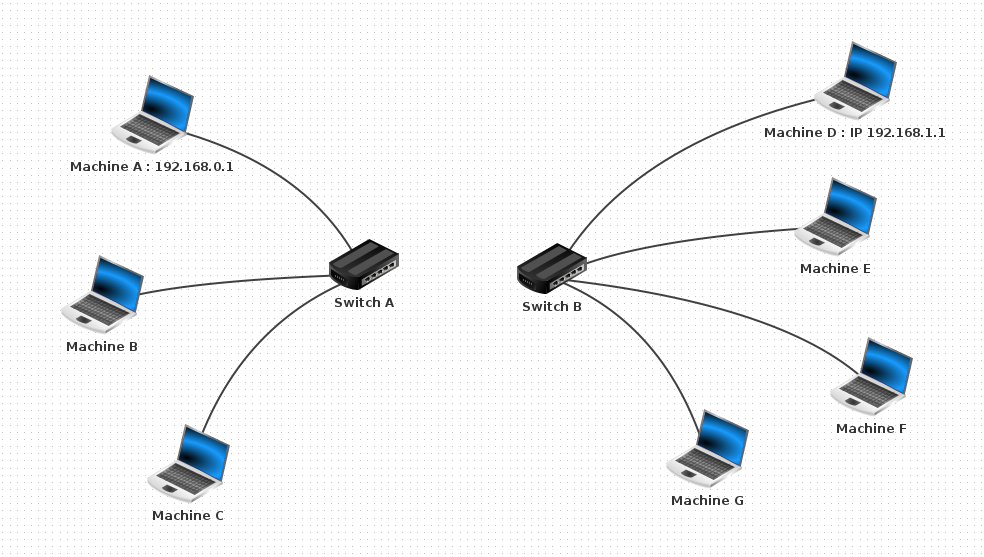 Machine A : 192.168.0.1
Machine B
Machine C
Switch A
Switch B
Machine D : IP 192.168.1.1
Machine E
Machine F
Machine G